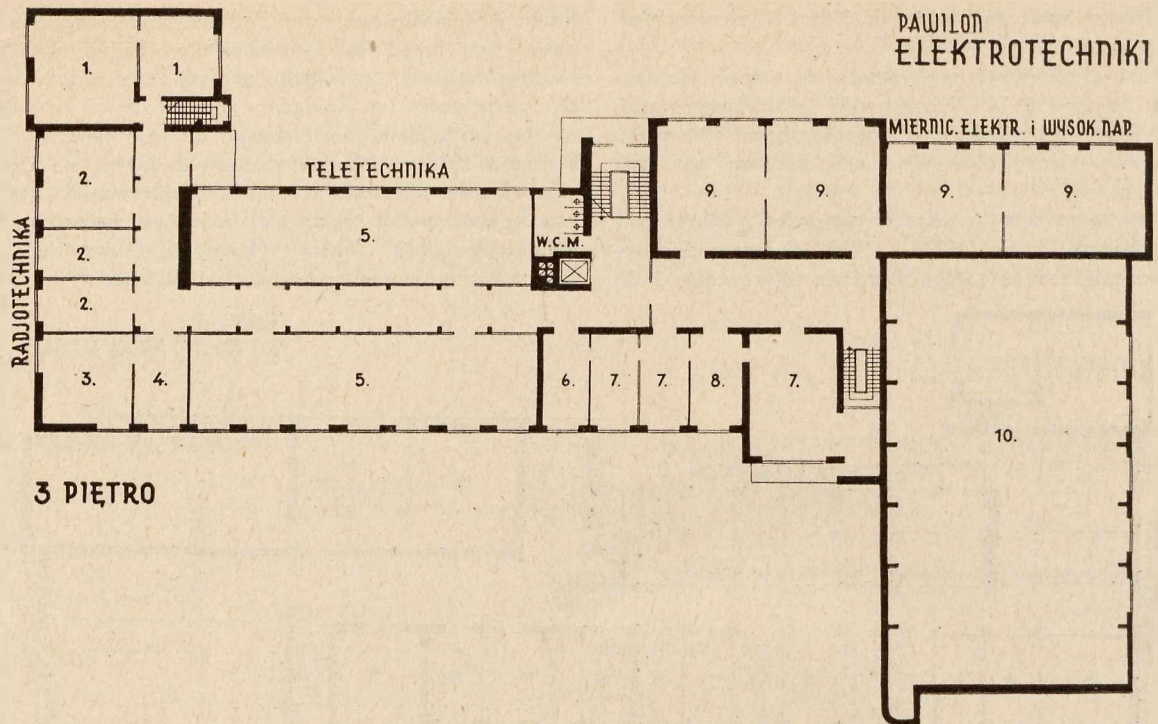 PAWILON
ELEKTROTECHNIKI
MIERNIC. ELEKTR. i WYSOK. NAP.
1. 1.
TELETECHNIKA
2. 5. 9. 9. 9. 9.
W.C.M.
2.
2.
RADJOTECHNIKA
3. 4. 5. 6. 7. 7. 8. 7.
10.
3 PIĘTRO